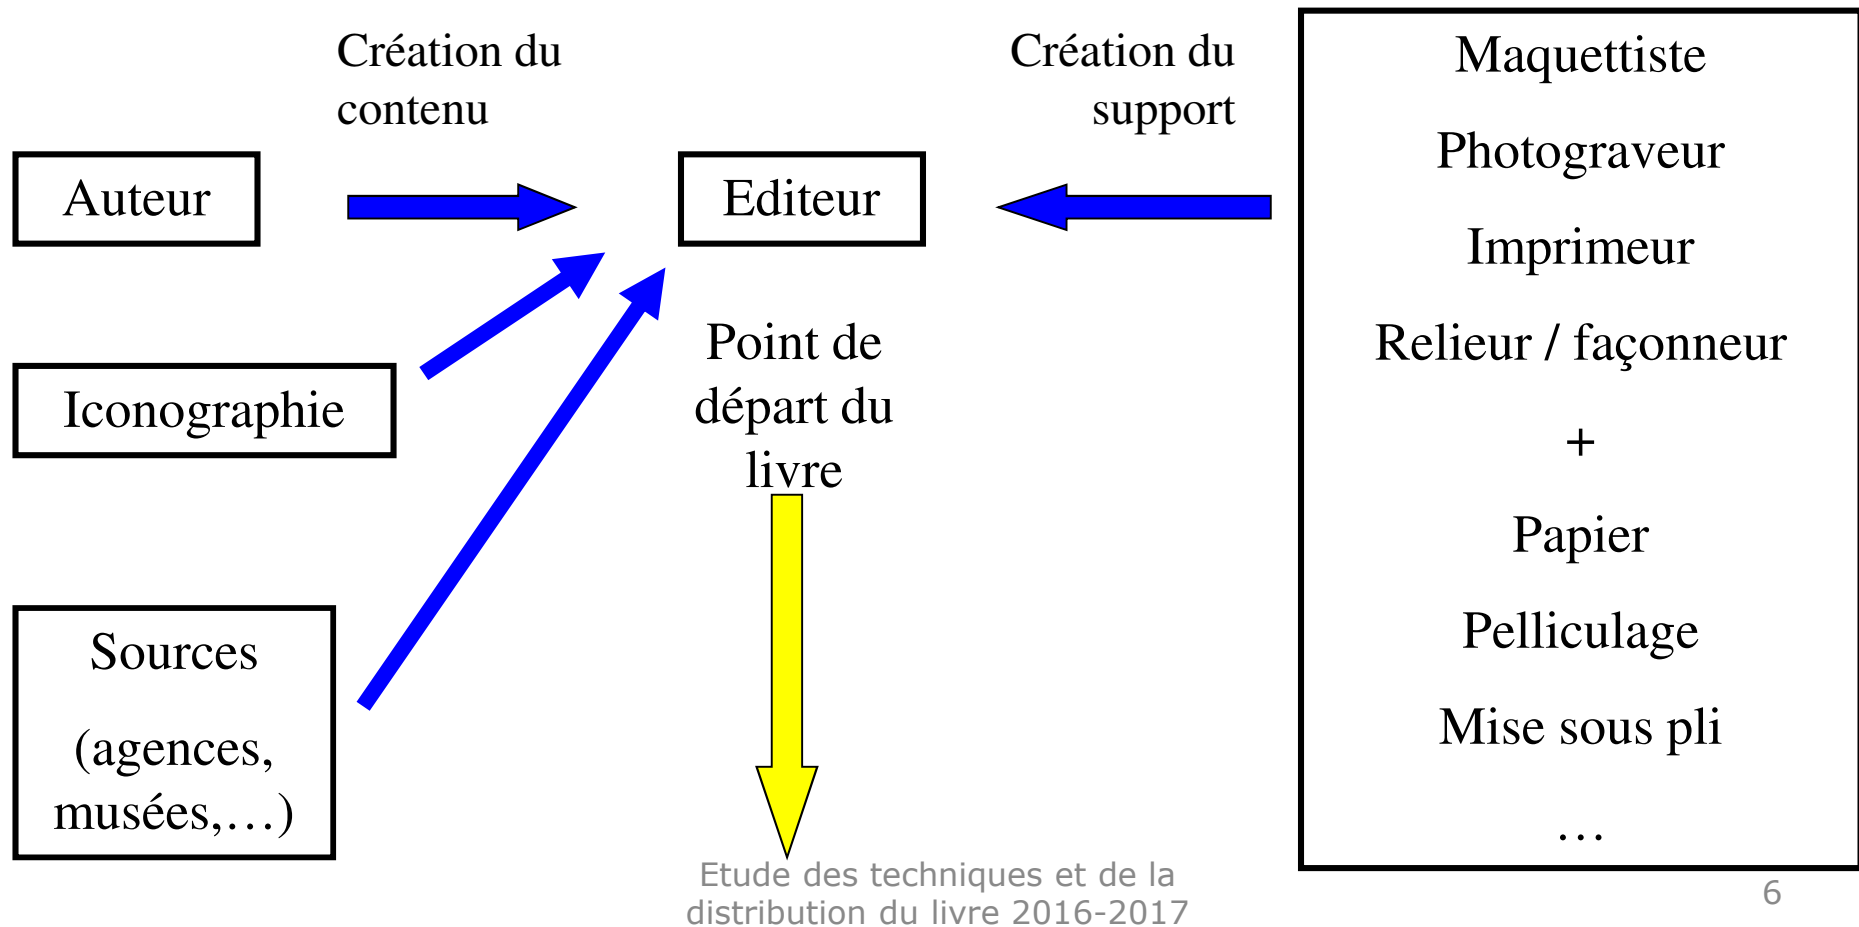 Création du
contenu
Création du
support
Auteur
Editeur
Iconographie
Sources
(agences,
musées,…)
Point de
départ du
livre
Maquettiste
Photograveur
Imprimeur
Relieur / façonneur
+
Papier
Pelliculage
Mise sous pli
…
Etude des techniques et de la
distribution du livre 2016-2017
6